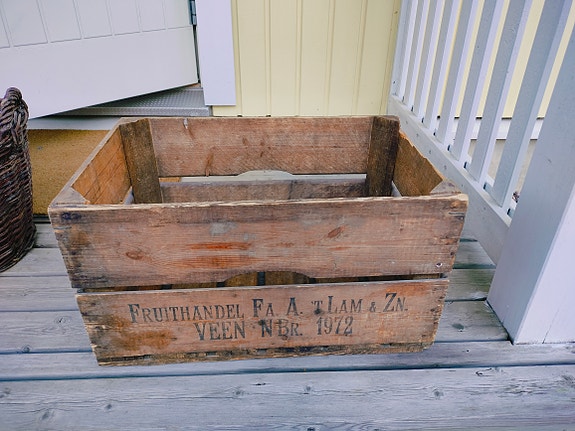 FRUITHANDEL FA A. 'T LAM & ZN.
VEEN N BR. 1972